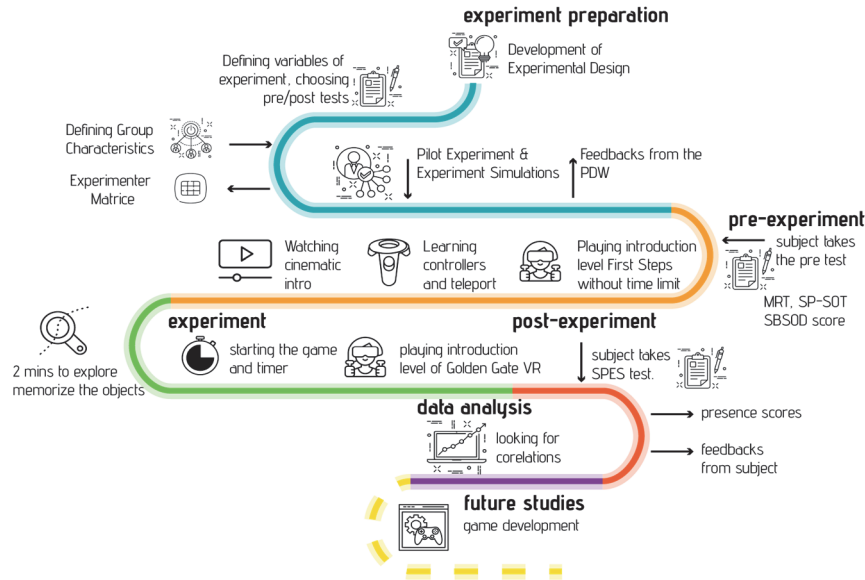 experiment preparation
Development of
Experimental Design
Defining variables of
experiment, choosing
pre/post tests
Defining Group
Characteristics
Experimenter
Matrice
Pilot Experiment &
Experiment Simulations
Feedbacks from the
PDW
pre-experiment
subject takes
the pre test
MRT, SP-SOT
SBSOD score
Watching
cinematic
intro
Learning
controllers
and teleport
Playing introduction
level First Steps
without time limit
experiment
2 mins to explore
memorize the objects
starting the game
and timer
playing introduction
level of Golden Gate VR
post-experiment
subject takes
SPES test.
presence scores
feedbacks
from subject
data analysis
looking for
corelations
future studies
game development